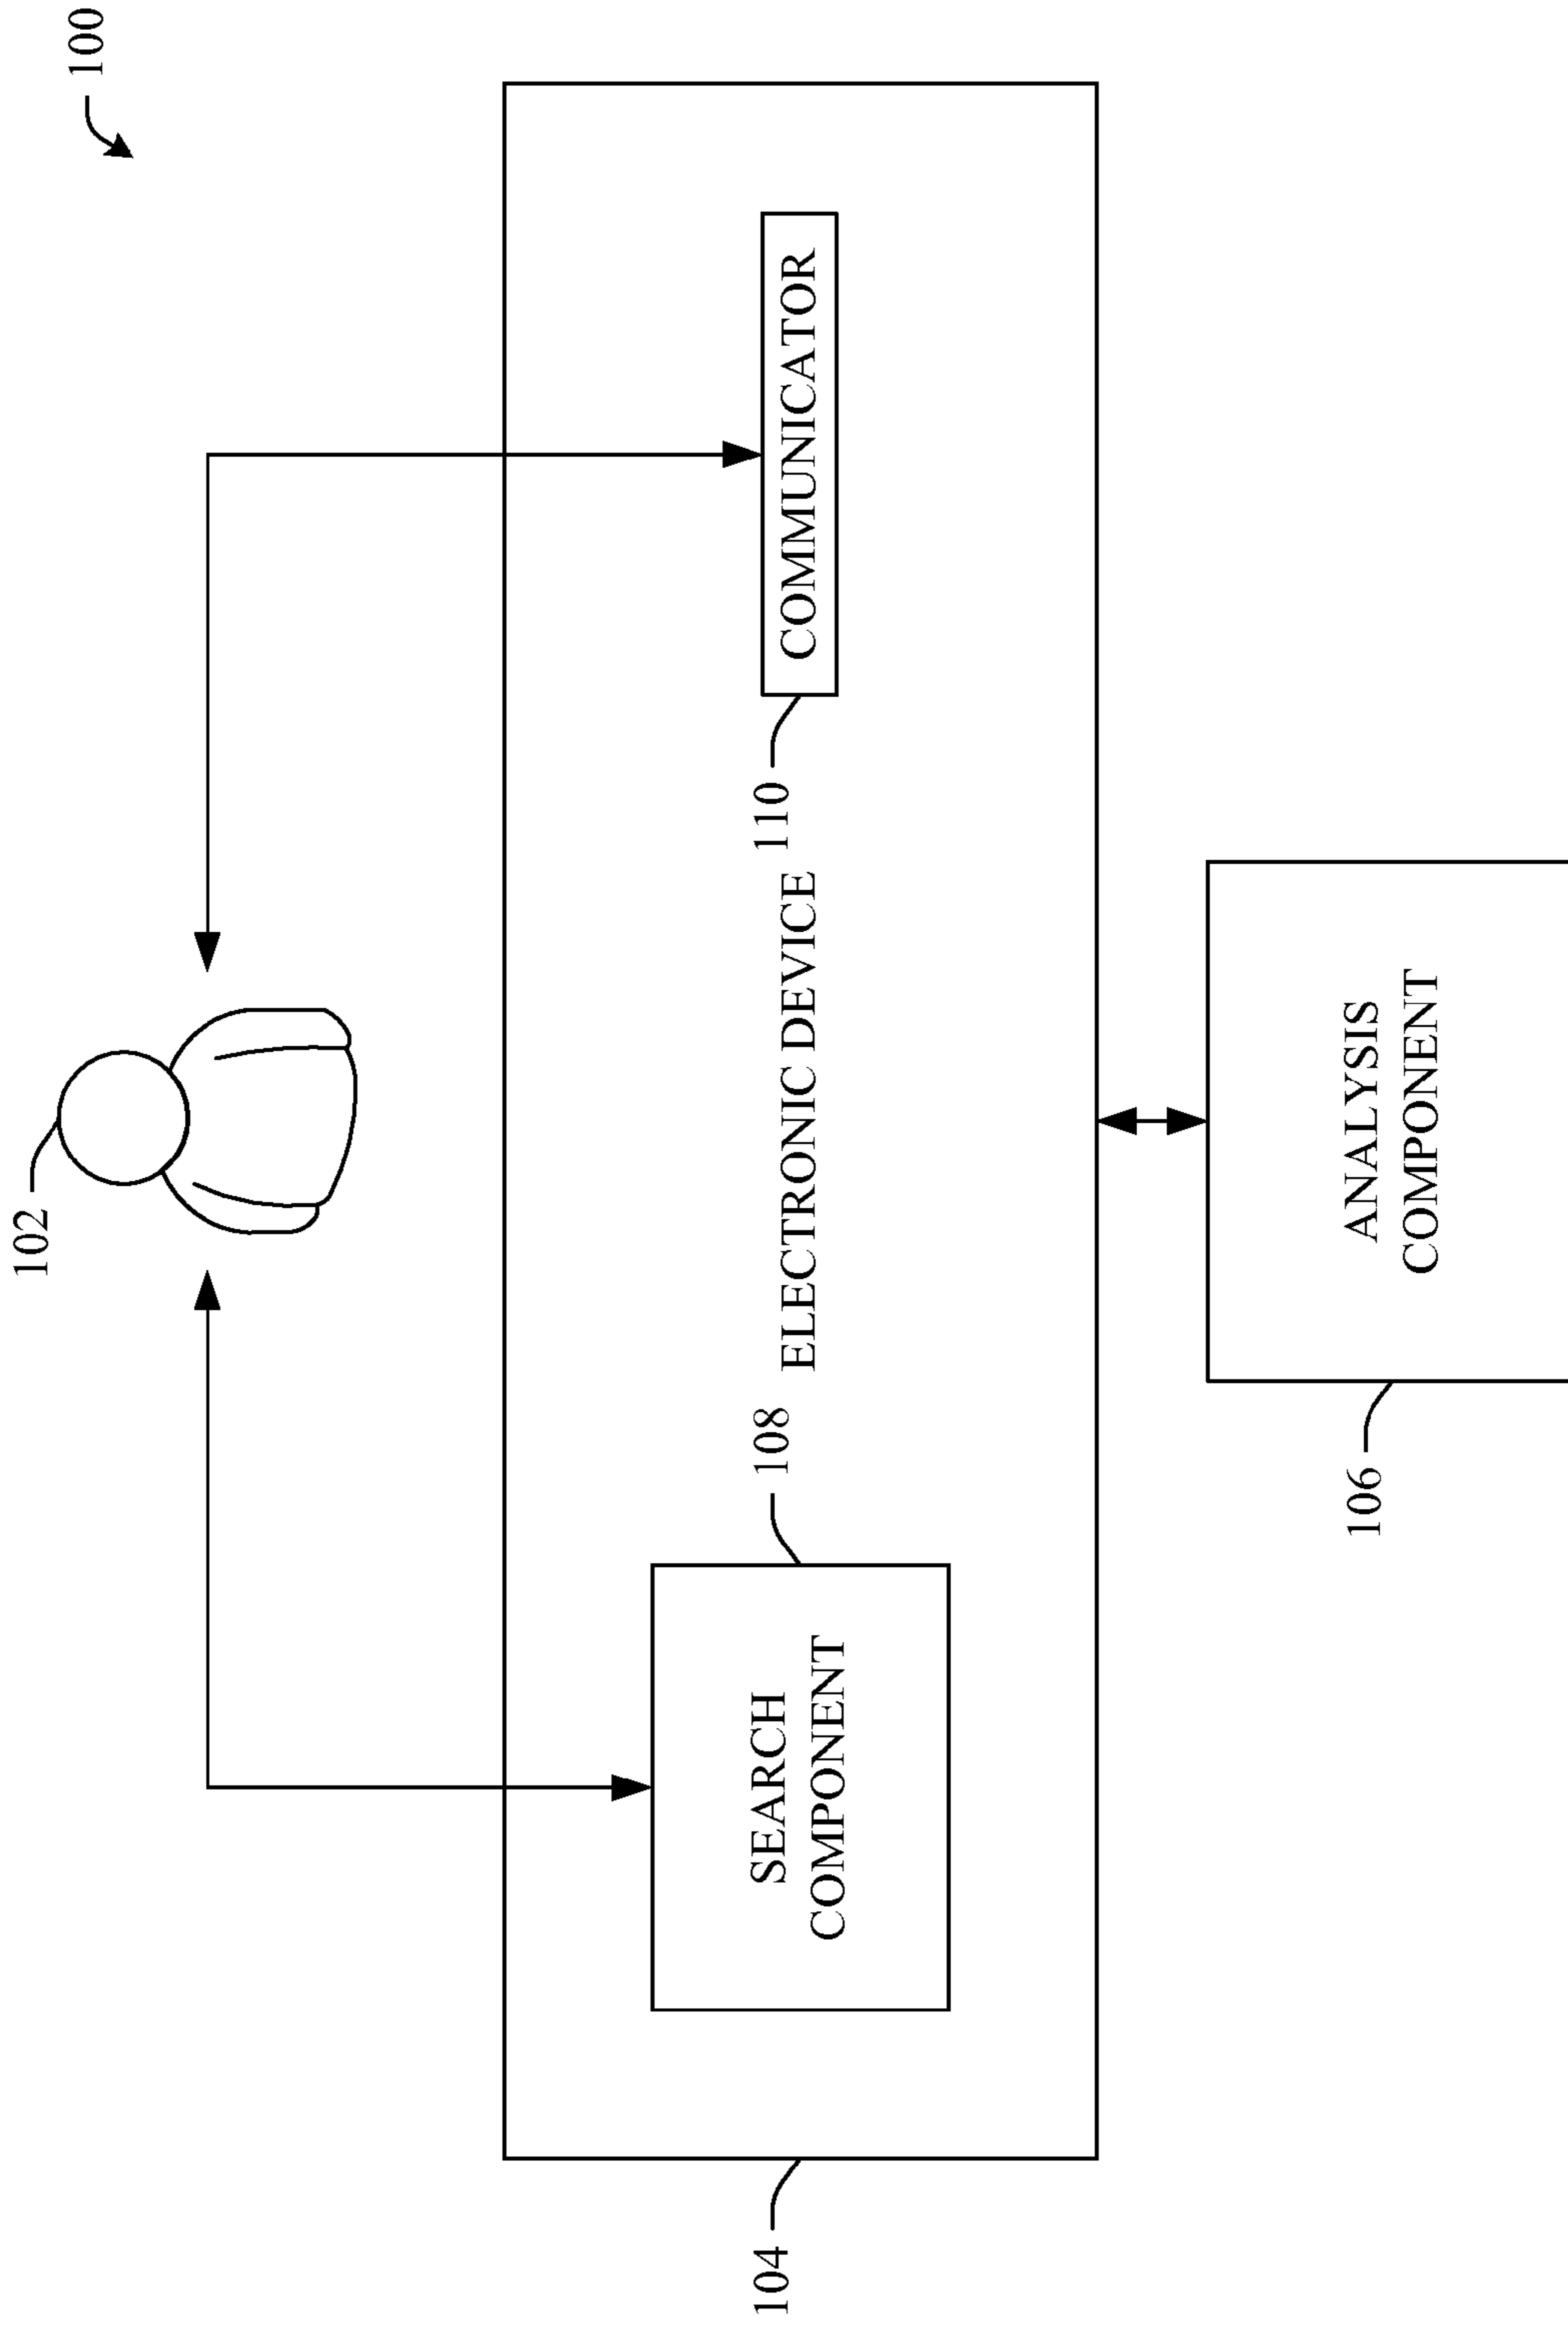 100
102
104
SEARCH
COMPONENT
108
ELECTRONIC DEVICE
110
COMMUNICATOR
106
ANALYSIS
COMPONENT